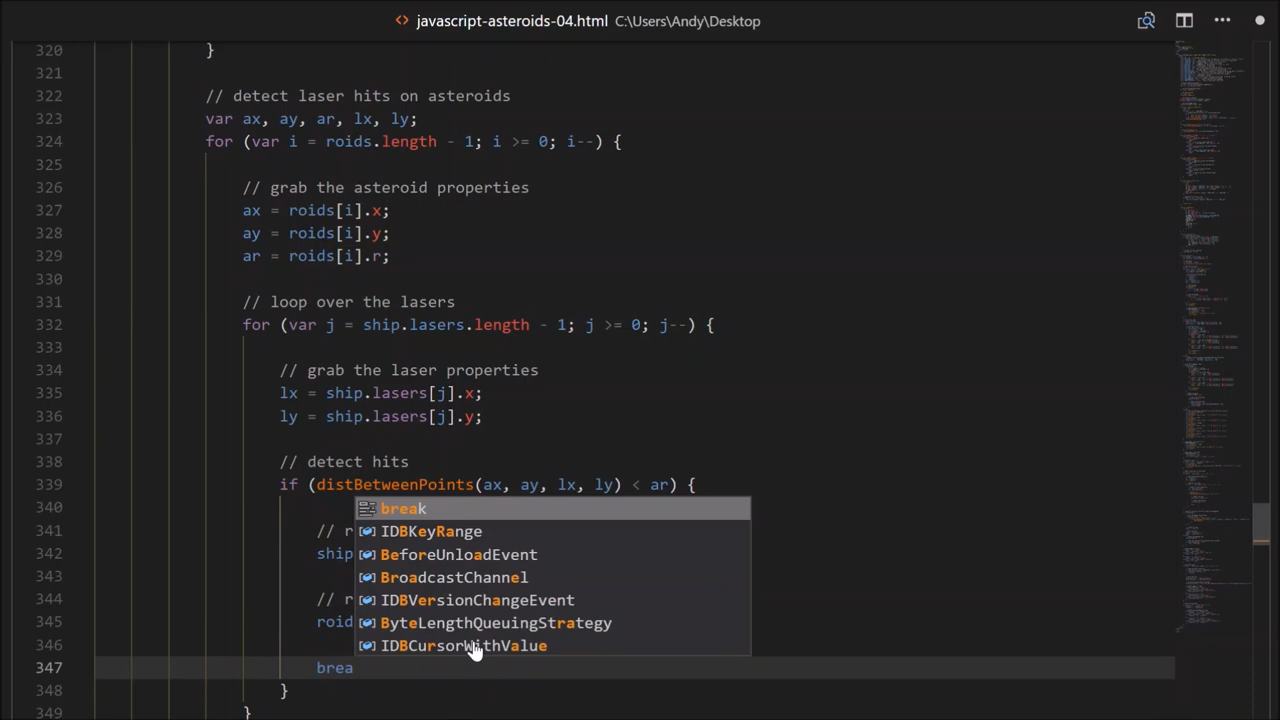 javascript-asteroids-04.html C:\Users\Andy\Desktop
320 }
321
322 // detect laser hits on asteroids
323 var ax, ay, ar, lx, ly;
324 for (var i = roids.length - 1; i >= 0; i--) {
325
326 // grab the asteroid properties
327 ax = roids[i].x;
328 ay = roids[i].y;
329 ar = roids[i].r;
330
331 // loop over the lasers
332 for (var j = ship.lasers.length - 1; j >= 0; j--) {
333
334 // grab the laser properties
335 lx = ship.lasers[j].x;
336 ly = ship.lasers[j].y;
337
338 // detect hits
339 if (distBetweenPoints(ax, ay, lx, ly) < ar) {
340 break
341 // r IDBKeyRange
342 ship BeforeUnloadEvent
343 BroadcastChannel
344 // r IDBVersionChangeEvent
345 roid ByteLengthQueuingStrategy
346 IDBCursorWithValue
347 brea
348 }
349 }